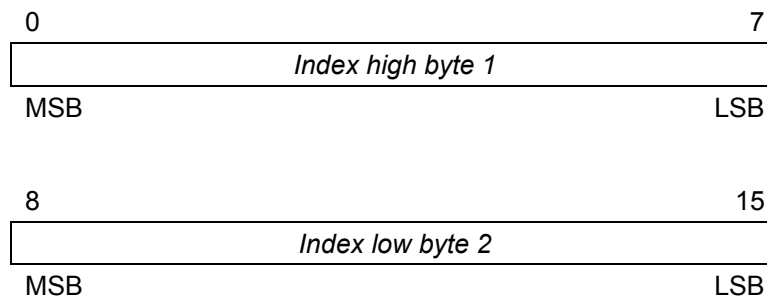 0 7
Index high byte 1
MSB LSB
8 15
Index low byte 2
MSB LSB